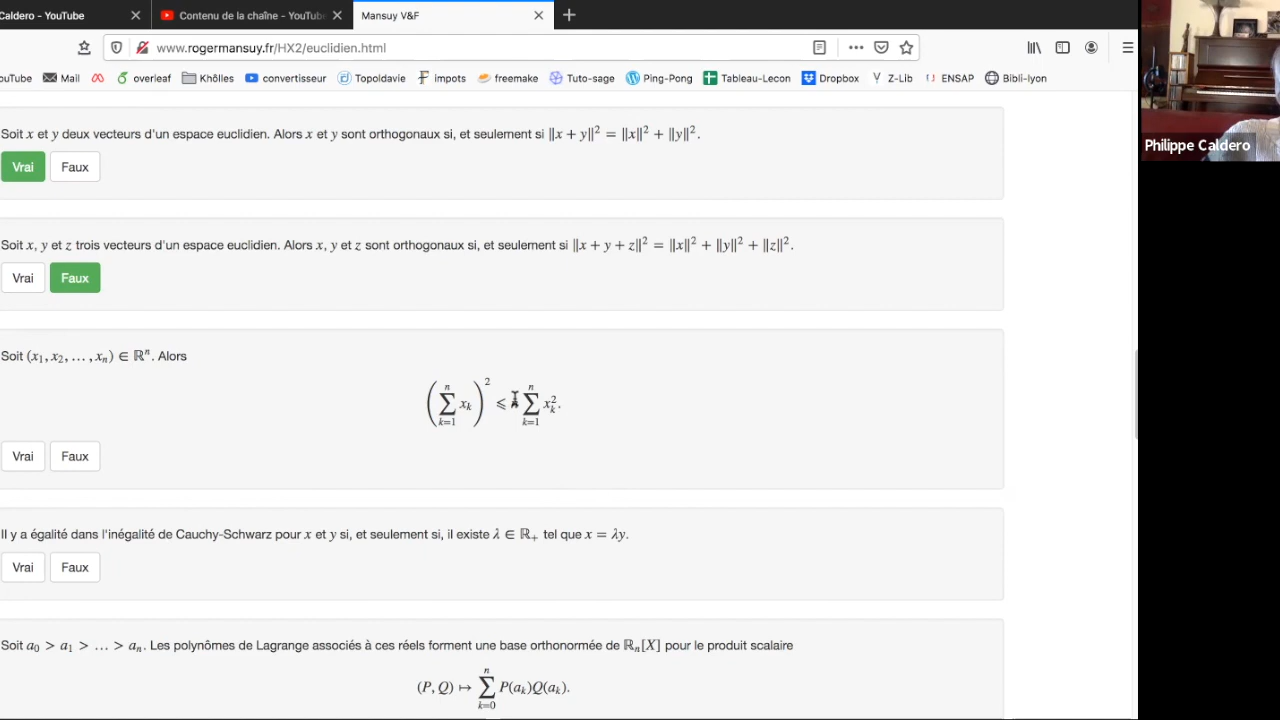 Caldero – YouTube
Contenu de la chaîne - YouTube
Mansuy V&F
www.rogermansuy.fr/HX2/euclidien.html
ouTube Mail overleaf Khôlles convertisseur Topoldavie impots freemake Tuto-sage Ping-Pong Tableau-Lecon Dropbox Z-Lib ENSAP Bibli-lyon
Philippe Caldero
Soit x et y deux vecteurs d'un espace euclidien. Alors x et y sont orthogonaux si, et seulement si ‖x + y‖² = ‖x‖² + ‖y‖².
Vrai Faux
Soit x, y et z trois vecteurs d'un espace euclidien. Alors x, y et z sont orthogonaux si, et seulement si ‖x + y + z‖² = ‖x‖² + ‖y‖² + ‖z‖².
Vrai Faux
Soit (x₁, x₂, … , xₙ) ∈ ℝⁿ. Alors
(∑_{k=1}^{n} x_k)² ⩽ n ∑_{k=1}^{n} x_k².
Vrai Faux
Il y a égalité dans l'inégalité de Cauchy-Schwarz pour x et y si, et seulement si, il existe λ ∈ ℝ₊ tel que x = λy.
Vrai Faux
Soit a₀ > a₁ > … > aₙ. Les polynômes de Lagrange associés à ces réels forment une base orthonormée de ℝₙ[X] pour le produit scalaire
(P, Q) ↦ ∑_{k=0}^{n} P(a_k)Q(a_k).